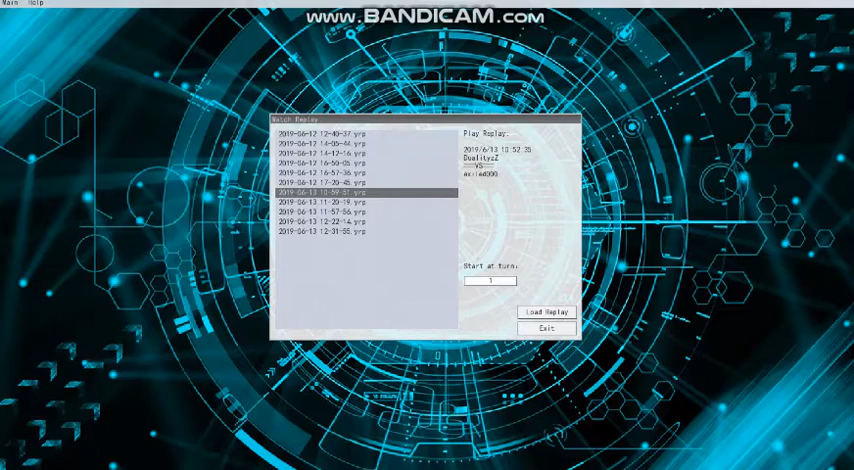 Main Help
www.BANDICAM.com
Watch Replay
2019-06-12 12-40-37.yrp
2019-06-12 14-05-44.yrp
2019-06-12 14-12-16.yrp
2019-06-12 16-50-05.yrp
2019-06-12 16-57-36.yrp
2019-06-12 17-20-45.yrp
2019-06-13 10-59-51.yrp
2019-06-13 11-20-19.yrp
2019-06-13 11-57-56.yrp
2019-06-13 12-22-14.yrp
2019-06-13 12-31-55.yrp
Play Replay:
2019/6/13 10:52:35
DualityzZ
===VS===
exiled000
Start at turn:
1
Load Replay
Exit